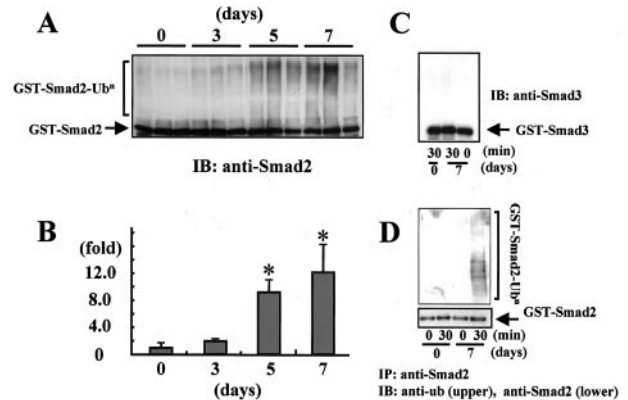 A
(days)
0 3 5 7
GST-Smad2-Ubⁿ
GST-Smad2
IB: anti-Smad2
B
(fold)
12.0
8.0
4.0
0
*
*
0 3 5 7
(days)
C
IB: anti-Smad3
GST-Smad3
30 30 0 (min)
0 7 (days)
D
GST-Smad2-Ubⁿ
GST-Smad2
0 30 0 30 (min)
0 7 (days)
IP: anti-Smad2
IB: anti-ub (upper), anti-Smad2 (lower)